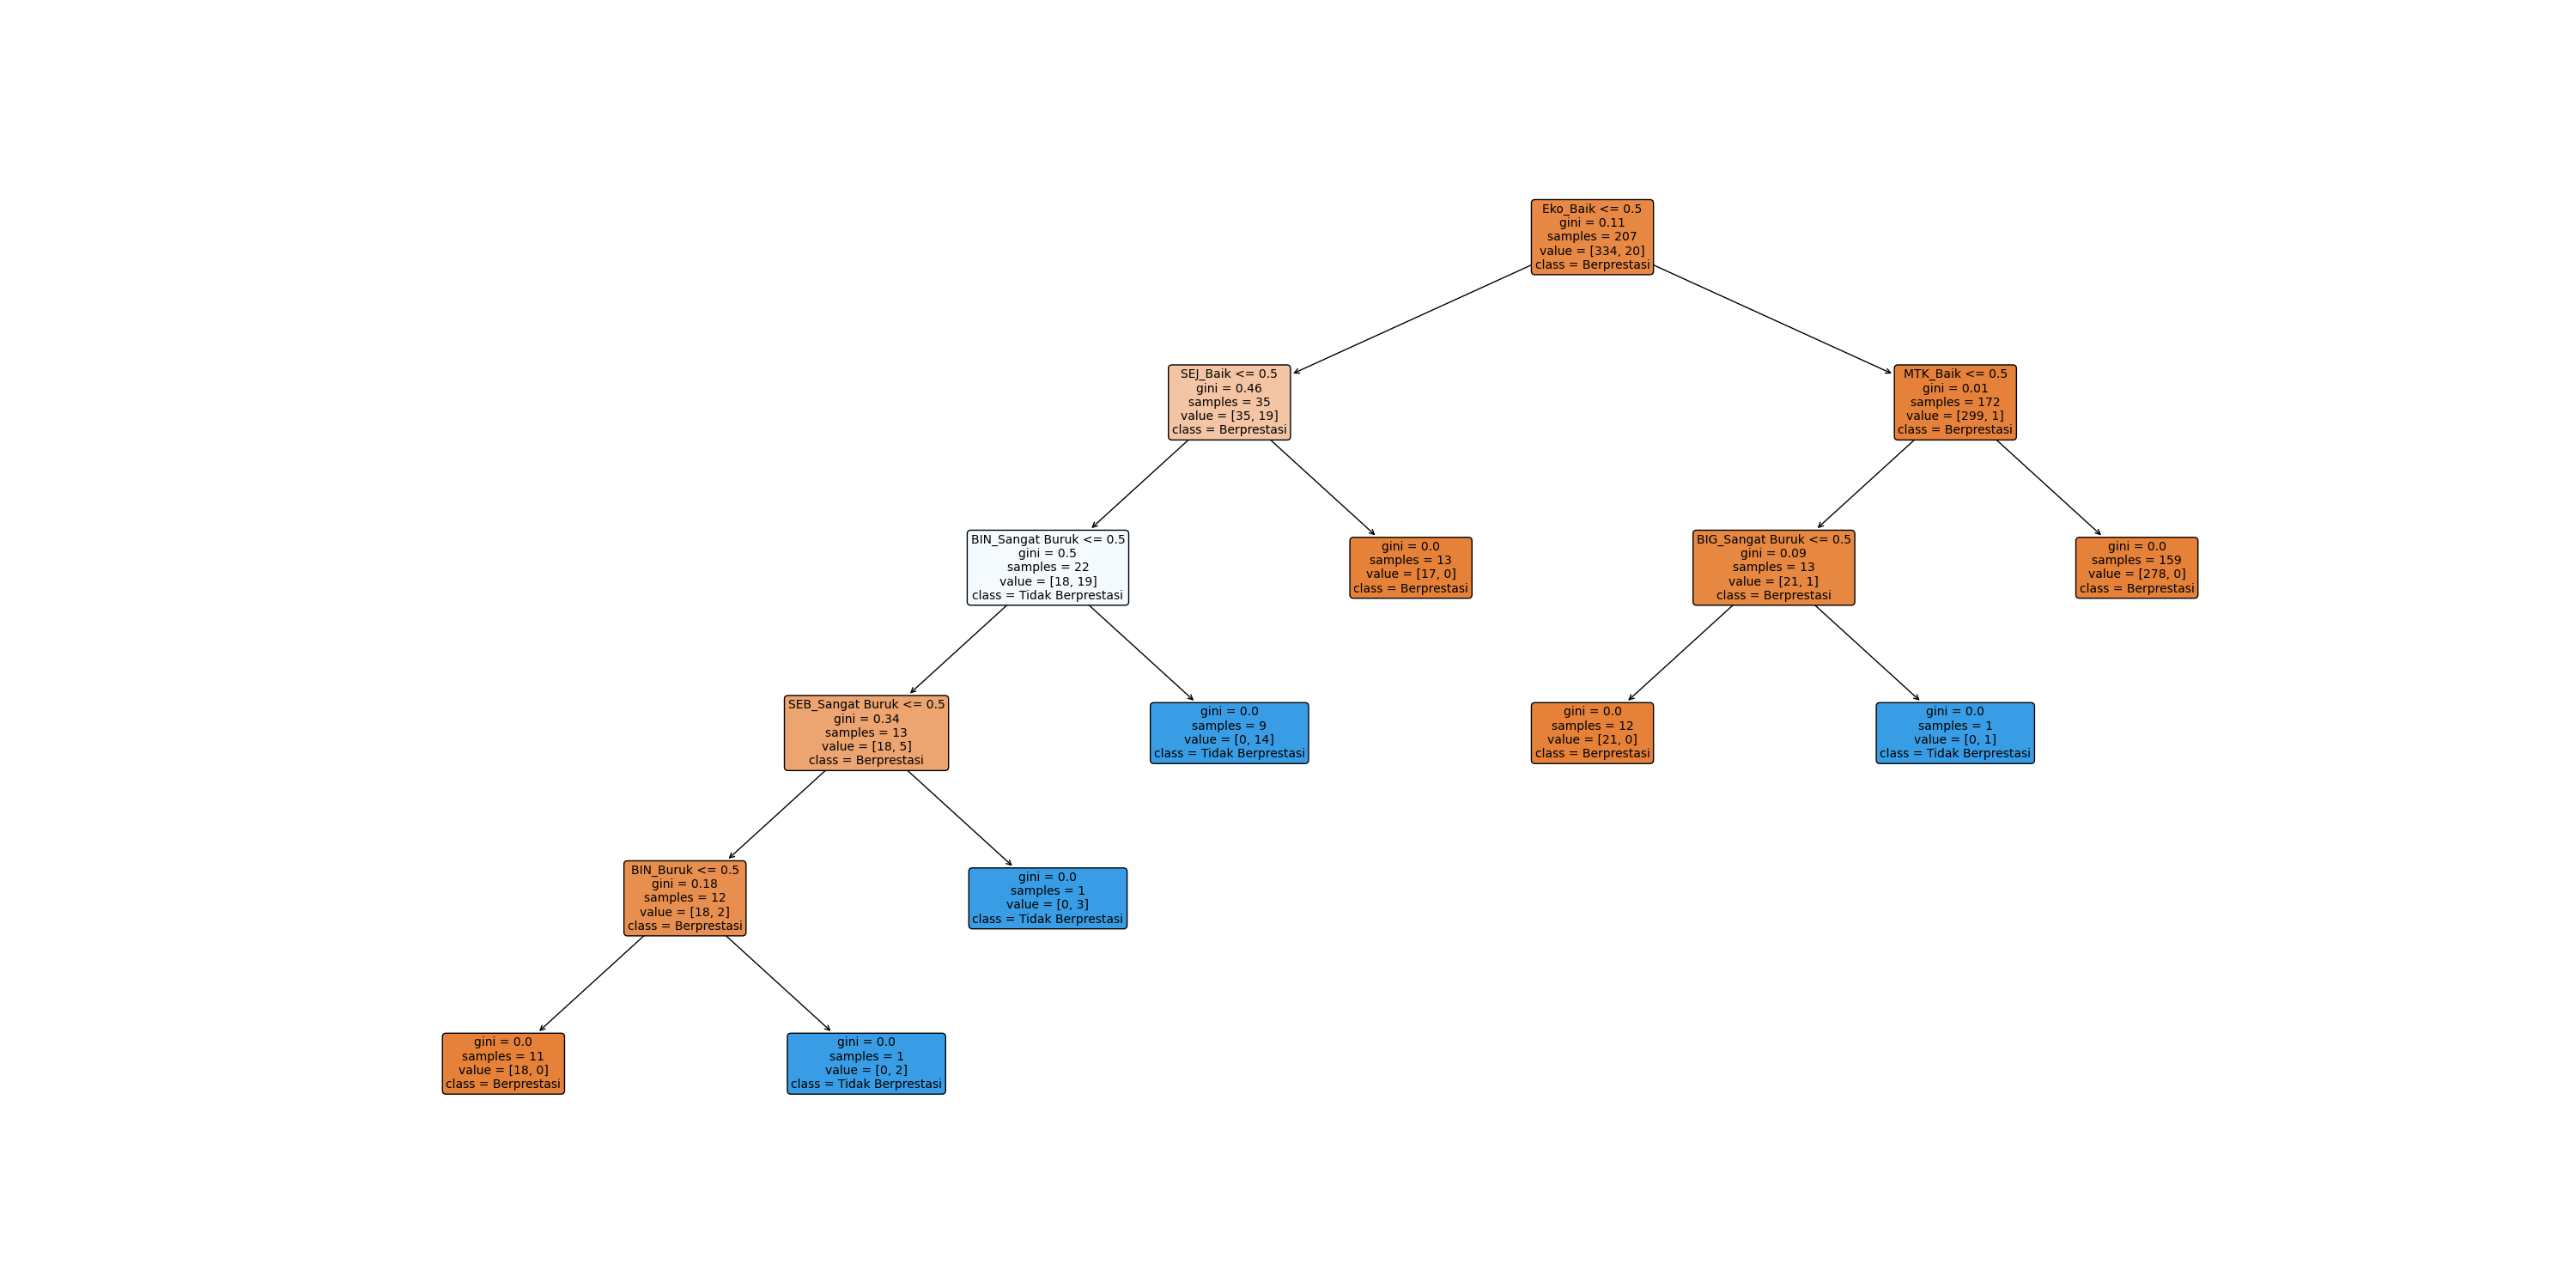 Eko_Baik <= 0.5
gini = 0.11
samples = 207
value = [334, 20]
class = Berprestasi
SEJ_Baik <= 0.5
gini = 0.46
samples = 35
value = [35, 19]
class = Berprestasi
MTK_Baik <= 0.5
gini = 0.01
samples = 172
value = [299, 1]
class = Berprestasi
BIN_Sangat Buruk <= 0.5
gini = 0.5
samples = 22
value = [18, 19]
class = Tidak Berprestasi
gini = 0.0
samples = 13
value = [17, 0]
class = Berprestasi
BIG_Sangat Buruk <= 0.5
gini = 0.09
samples = 13
value = [21, 1]
class = Berprestasi
gini = 0.0
samples = 159
value = [278, 0]
class = Berprestasi
SEB_Sangat Buruk <= 0.5
gini = 0.34
samples = 13
value = [18, 5]
class = Berprestasi
gini = 0.0
samples = 9
value = [0, 14]
class = Tidak Berprestasi
gini = 0.0
samples = 12
value = [21, 0]
class = Berprestasi
gini = 0.0
samples = 1
value = [0, 1]
class = Tidak Berprestasi
BIN_Buruk <= 0.5
gini = 0.18
samples = 12
value = [18, 2]
class = Berprestasi
gini = 0.0
samples = 1
value = [0, 3]
class = Tidak Berprestasi
gini = 0.0
samples = 11
value = [18, 0]
class = Berprestasi
gini = 0.0
samples = 1
value = [0, 2]
class = Tidak Berprestasi